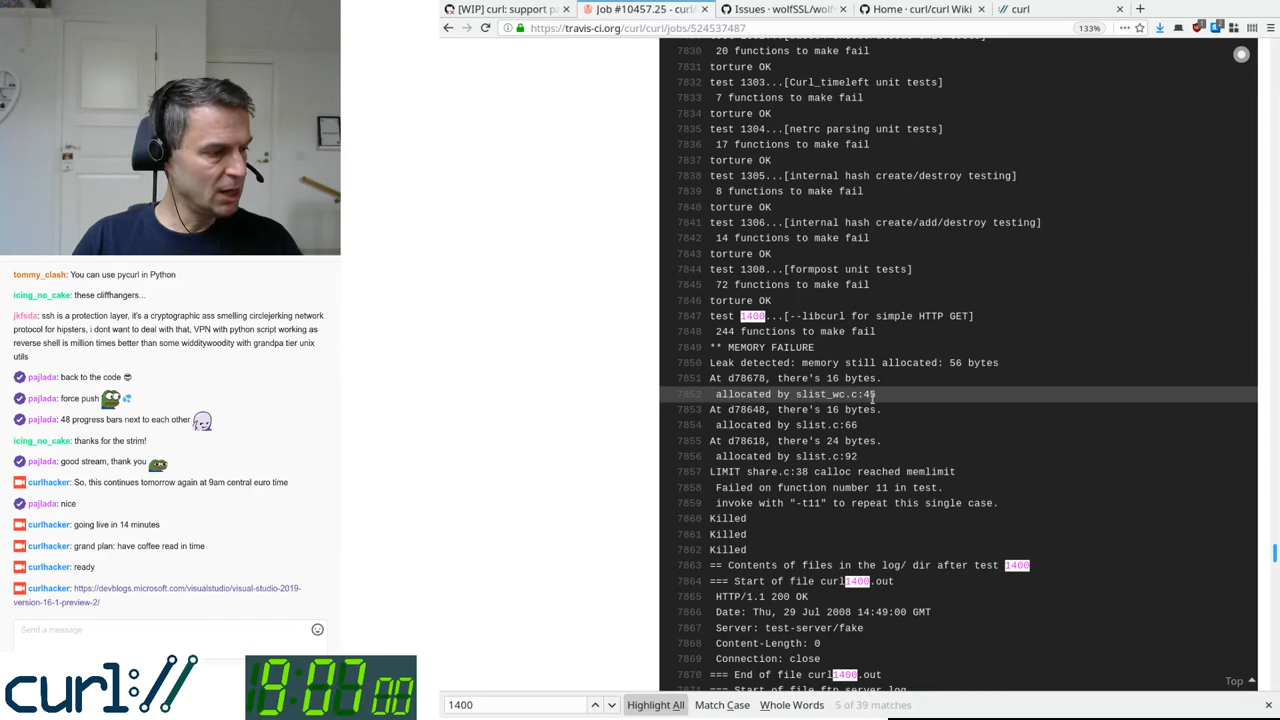 [WIP] curl: support pa
Job #10457.25 - curl/
Issues · wolfSSL/wolfs
Home · curl/curl Wiki
curl
https://travis-ci.org/curl/curl/jobs/524537487
133%
tommy_clash: You can use pycurl in Python
icing_no_cake: these cliffhangers...
jkfsda: ssh is a protection layer, it's a cryptographic ass smelling circlejerking network
protocol for hipsters, i dont want to deal with that, VPN with python script working as
reverse shell is million times better than some widditywoodity with grandpa tier unix
utils
pajlada: back to the code
pajlada: force push
pajlada: 48 progress bars next to each other
icing_no_cake: thanks for the strim!
pajlada: good stream, thank you
curlhacker: So, this continues tomorrow again at 9am central euro time
pajlada: nice
curlhacker: going live in 14 minutes
curlhacker: grand plan: have coffee read in time
curlhacker: ready
curlhacker: https://devblogs.microsoft.com/visualstudio/visual-studio-2019-
version-16-1-preview-2/
Send a message
curl://
7830 20 functions to make fail
7831 torture OK
7832 test 1303...[Curl_timeleft unit tests]
7833 7 functions to make fail
7834 torture OK
7835 test 1304...[netrc parsing unit tests]
7836 17 functions to make fail
7837 torture OK
7838 test 1305...[internal hash create/destroy testing]
7839 8 functions to make fail
7840 torture OK
7841 test 1306...[internal hash create/add/destroy testing]
7842 14 functions to make fail
7843 torture OK
7844 test 1308...[formpost unit tests]
7845 72 functions to make fail
7846 torture OK
7847 test 1400...[--libcurl for simple HTTP GET]
7848 244 functions to make fail
7849 ** MEMORY FAILURE
7850 Leak detected: memory still allocated: 56 bytes
7851 At d78678, there's 16 bytes.
7852 allocated by slist_wc.c:45
7853 At d78648, there's 16 bytes.
7854 allocated by slist.c:66
7855 At d78618, there's 24 bytes.
7856 allocated by slist.c:92
7857 LIMIT share.c:38 calloc reached memlimit
7858 Failed on function number 11 in test.
7859 invoke with "-t11" to repeat this single case.
7860 Killed
7861 Killed
7862 Killed
7863 == Contents of files in the log/ dir after test 1400
7864 === Start of file curl1400.out
7865 HTTP/1.1 200 OK
7866 Date: Thu, 29 Jul 2008 14:49:00 GMT
7867 Server: test-server/fake
7868 Content-Length: 0
7869 Connection: close
7870 === End of file curl1400.out
7871 === Start of file ftp_server.log
Top
1400
Highlight All
Match Case
Whole Words
5 of 39 matches